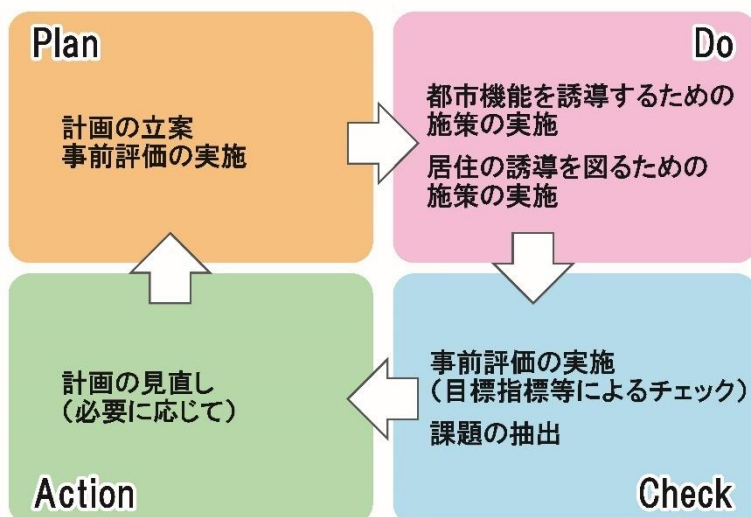 Plan
計画の立案
事前評価の実施
Do
都市機能を誘導するための
施策の実施
居住の誘導を図るための
施策の実施
事前評価の実施
（目標指標等によるチェック）
課題の抽出
Check
計画の見直し
（必要に応じて）
Action